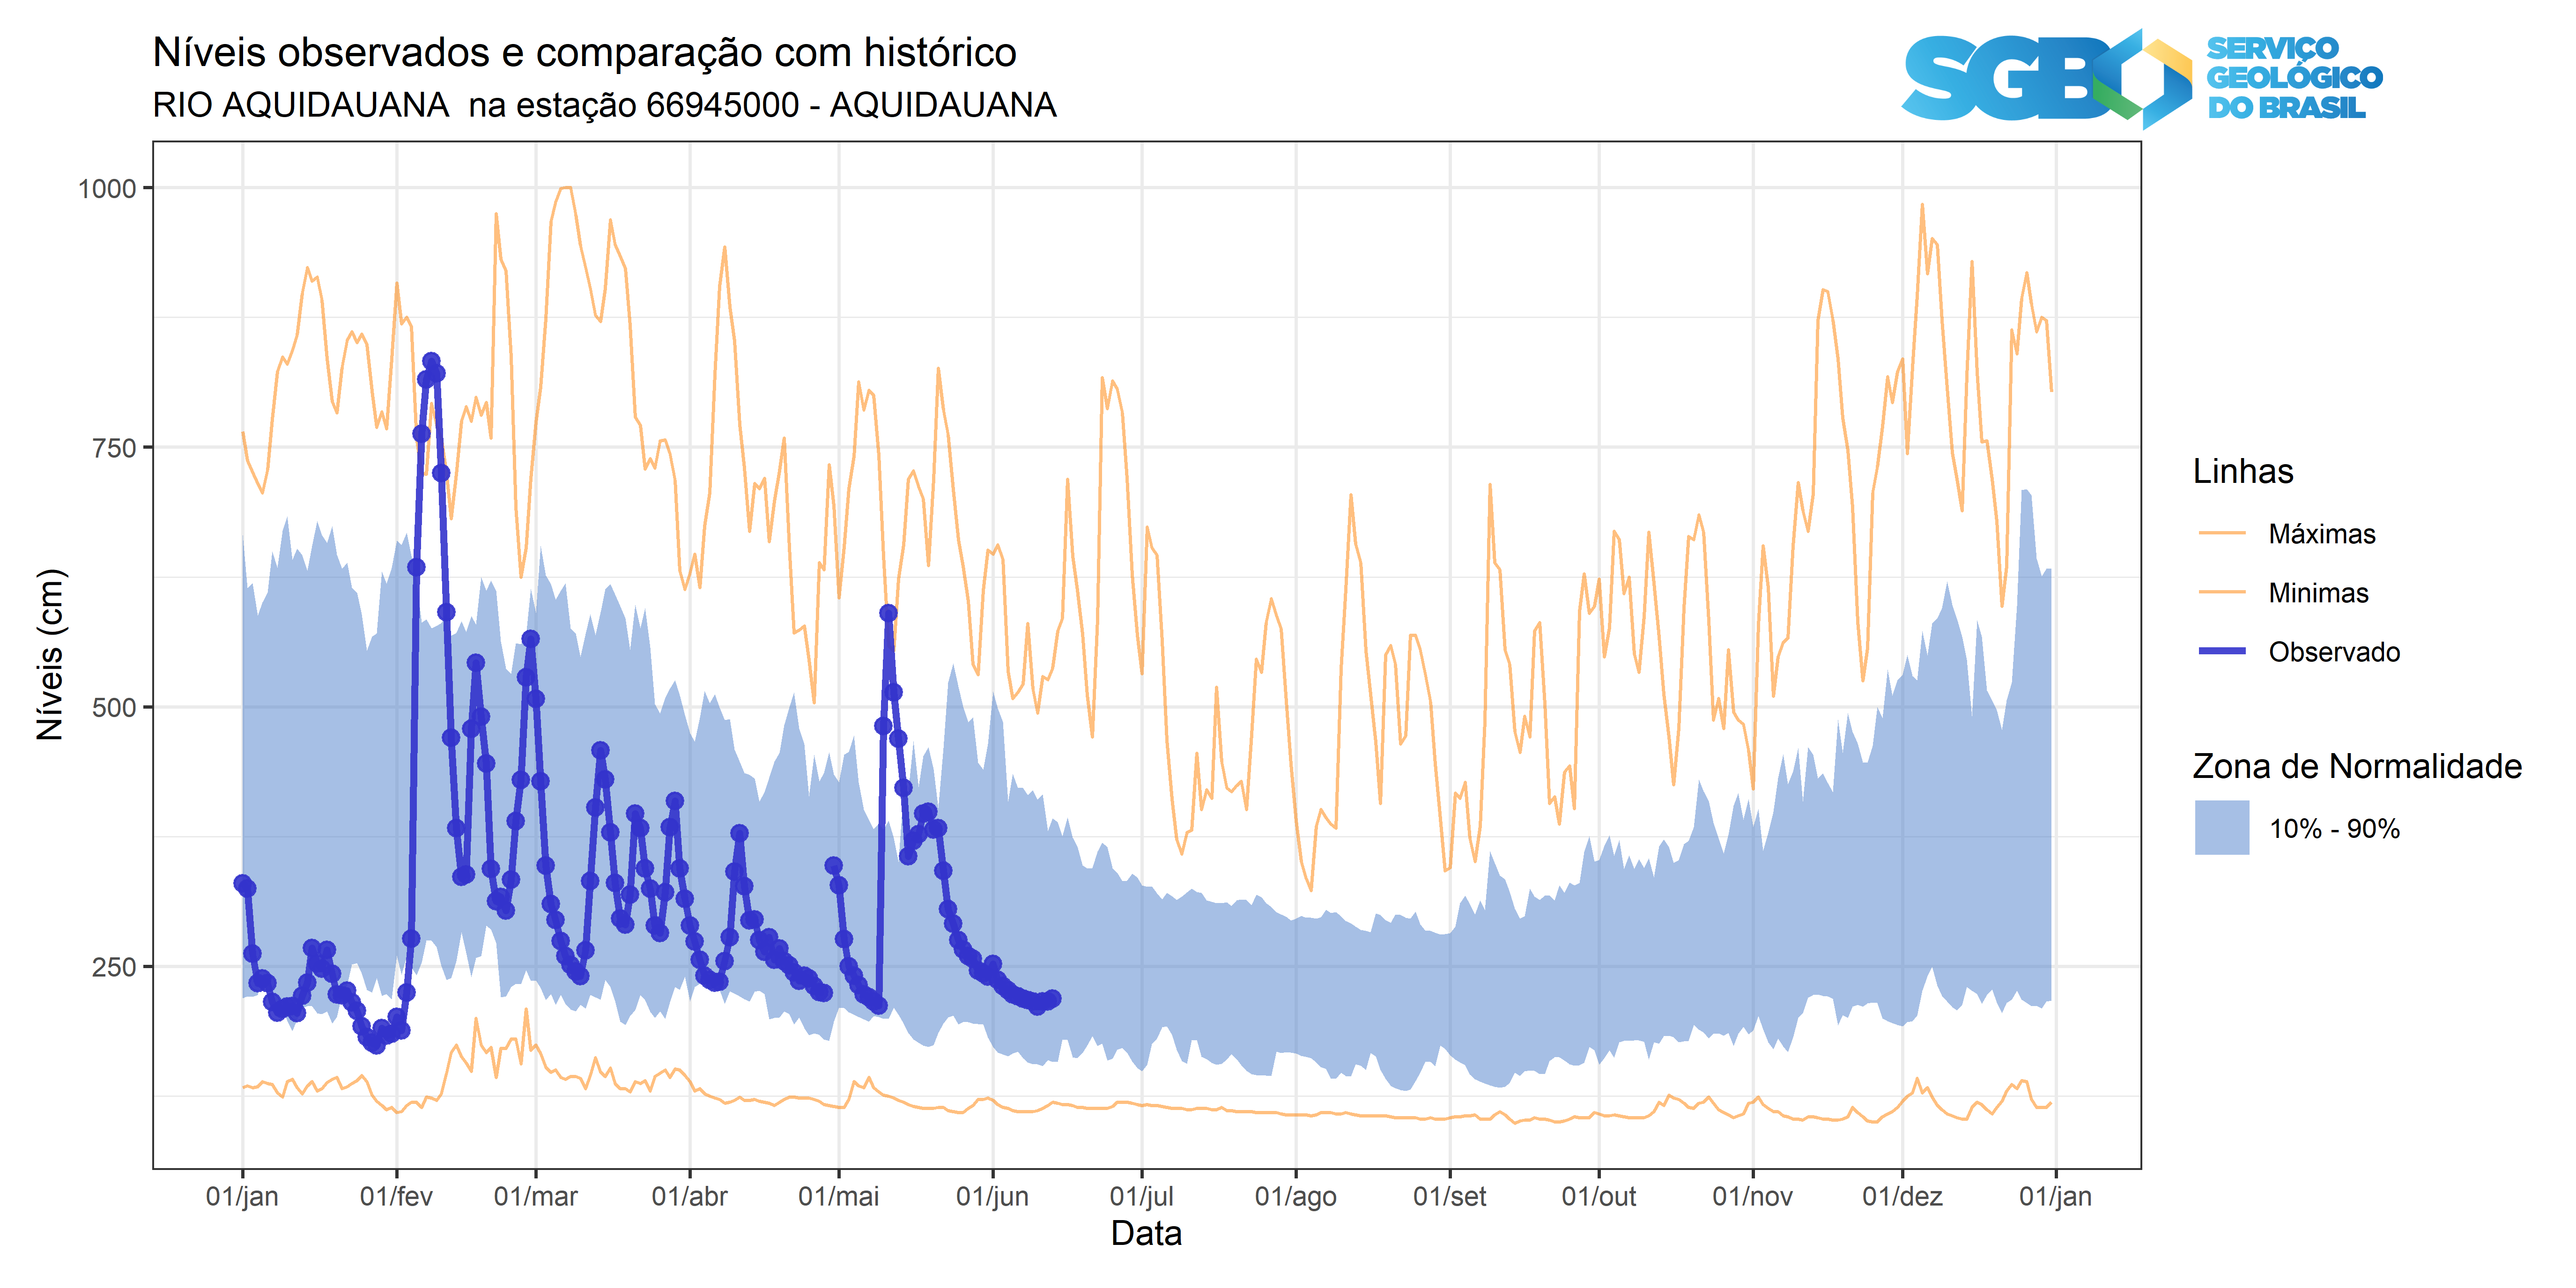 Níveis observados e comparação com histórico
RIO AQUIDAUANA  na estação 66945000 - AQUIDAUANA
SGB
SERVIÇO
GEOLÓGICO
DO BRASIL
Níveis (cm)
1000
750
500
250
01/jan
01/fev
01/mar
01/abr
01/mai
01/jun
01/jul
01/ago
01/set
01/out
01/nov
01/dez
01/jan
Data
Linhas
Máximas
Minimas
Observado
Zona de Normalidade
10% - 90%